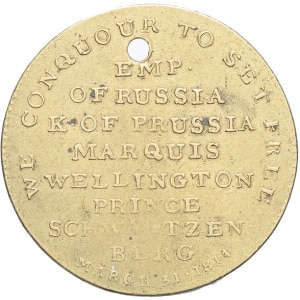 WE CONQUOUR TO SET FREE
EMP
OF RUSSIA
K OF PRUSSIA
MARQUIS
WELLINGTON
PRINCE
SCHWARTZEN
BERG
MARCH 31 - 1814